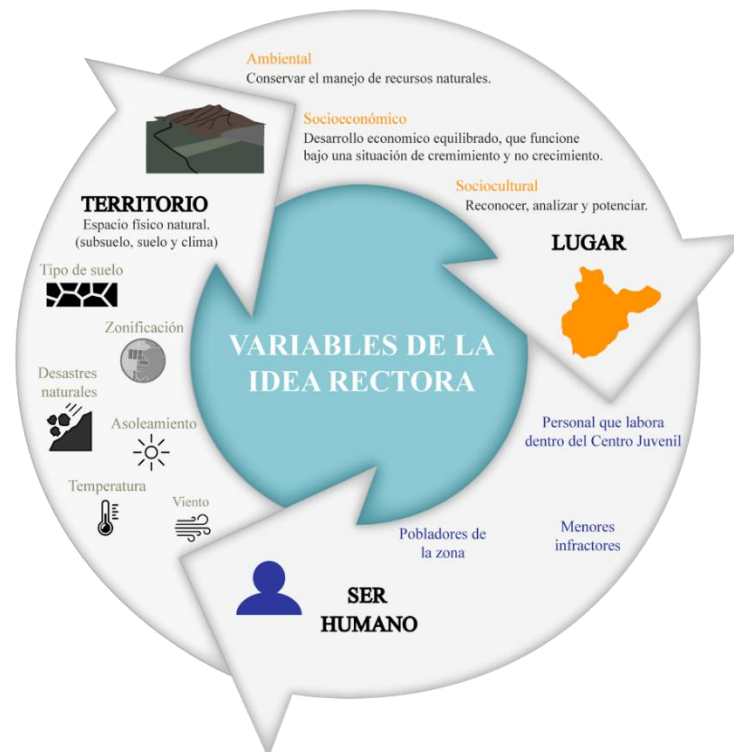 Ambiental
Conservar el manejo de recursos naturales.
Socioeconómico
Desarrollo economico equilibrado, que funcione
bajo una situación de cremimiento y no crecimiento.
Sociocultural
Reconocer, analizar y potenciar.
LUGAR
TERRITORIO
Espacio físico natural.
(subsuelo, suelo y clima)
Tipo de suelo
Zonificación
Desastres
naturales
Asoleamiento
Temperatura
Viento
VARIABLES DE LA
IDEA RECTORA
Personal que labora
dentro del Centro Juvenil
Menores
infractores
Pobladores de
la zona
SER
HUMANO